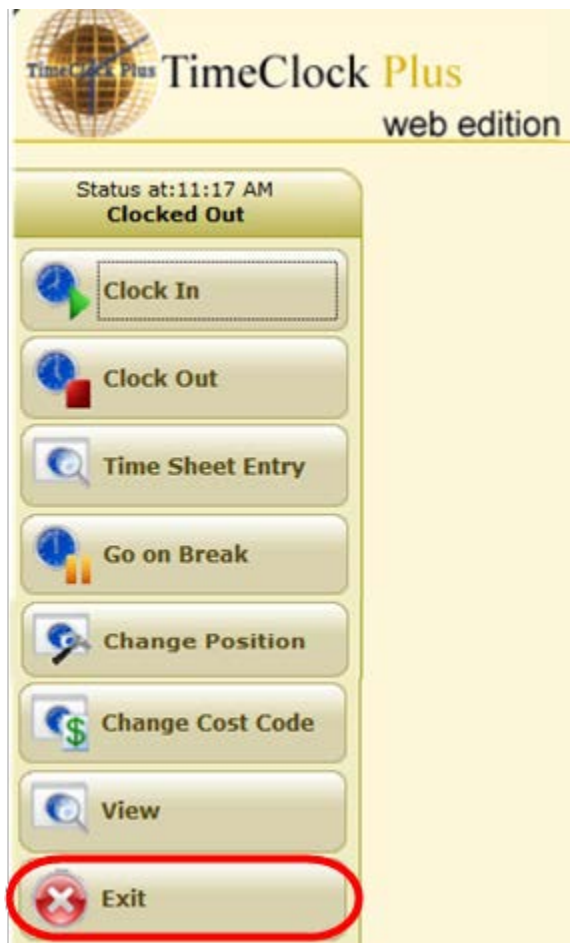 TimeClock Plus
TimeClock Plus
web edition
Status at:11:17 AM
Clocked Out
Clock In
Clock Out
Time Sheet Entry
Go on Break
Change Position
Change Cost Code
$
View
Exit